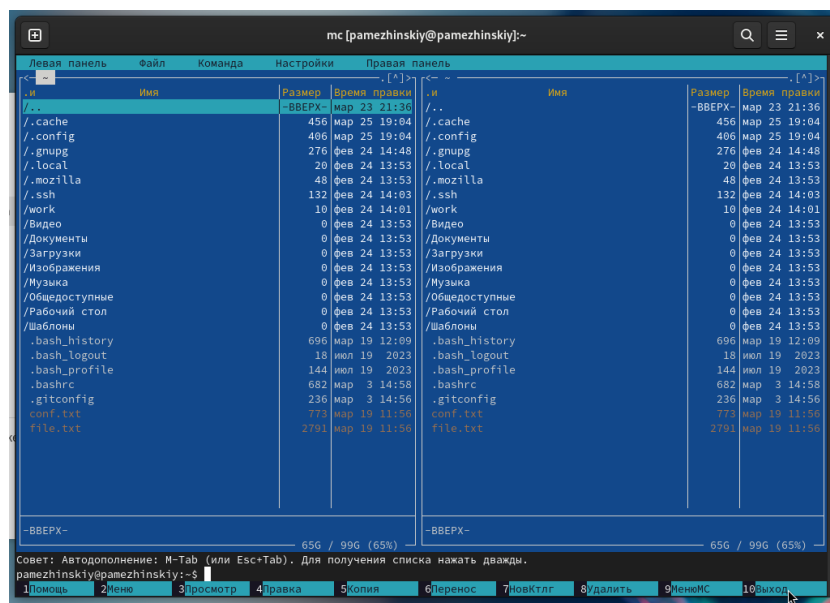 mc [pamezhinskiy@pamezhinskiy]:~
Левая панель Файл Команда Настройки Правая панель
<— ~ .[^]> <— ~ .[^]>
.и Имя Размер Время правки .и Имя Размер Время правки
/.. -ВВЕРХ- мар 23 21:36 /.. -ВВЕРХ- мар 23 21:36
/.cache 456 мар 25 19:04 /.cache 456 мар 25 19:04
/.config 406 мар 25 19:04 /.config 406 мар 25 19:04
/.gnupg 276 фев 24 14:48 /.gnupg 276 фев 24 14:48
/.local 20 фев 24 13:53 /.local 20 фев 24 13:53
/.mozilla 48 фев 24 13:53 /.mozilla 48 фев 24 13:53
/.ssh 132 фев 24 14:03 /.ssh 132 фев 24 14:03
/work 10 фев 24 14:01 /work 10 фев 24 14:01
/Видео 0 фев 24 13:53 /Видео 0 фев 24 13:53
/Документы 0 фев 24 13:53 /Документы 0 фев 24 13:53
/Загрузки 0 фев 24 13:53 /Загрузки 0 фев 24 13:53
/Изображения 0 фев 24 13:53 /Изображения 0 фев 24 13:53
/Музыка 0 фев 24 13:53 /Музыка 0 фев 24 13:53
/Общедоступные 0 фев 24 13:53 /Общедоступные 0 фев 24 13:53
/Рабочий стол 0 фев 24 13:53 /Рабочий стол 0 фев 24 13:53
/Шаблоны 0 фев 24 13:53 /Шаблоны 0 фев 24 13:53
.bash_history 696 мар 19 12:09 .bash_history 696 мар 19 12:09
.bash_logout 18 июл 19 2023 .bash_logout 18 июл 19 2023
.bash_profile 144 июл 19 2023 .bash_profile 144 июл 19 2023
.bashrc 682 мар 3 14:58 .bashrc 682 мар 3 14:58
.gitconfig 236 мар 3 14:56 .gitconfig 236 мар 3 14:56
conf.txt 773 мар 19 11:56 conf.txt 773 мар 19 11:56
file.txt 2791 мар 19 11:56 file.txt 2791 мар 19 11:56
-ВВЕРХ- -ВВЕРХ-
65G / 99G (65%) 65G / 99G (65%)
Совет: Автодополнение: M-Tab (или Esc+Tab). Для получения списка нажать дважды.
pamezhinskiy@pamezhinskiy:~$
1Помощь 2Меню 3Просмотр 4Правка 5Копия 6Перенос 7НовКтлг 8Удалить 9МенюМС 10Выход